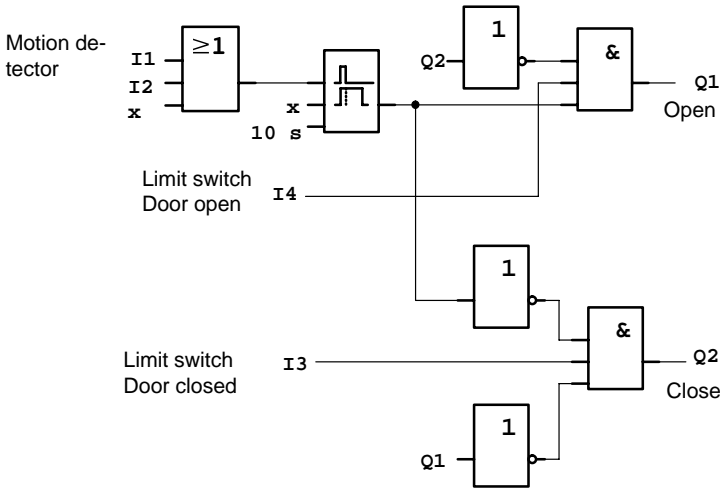 Motion de-
tector
I1
I2
x
≥1
x
10 s
Q2
1
&
Q1
Open
Limit switch
Door open
I4
1
Limit switch
Door closed
I3
&
Q2
Close
1
Q1